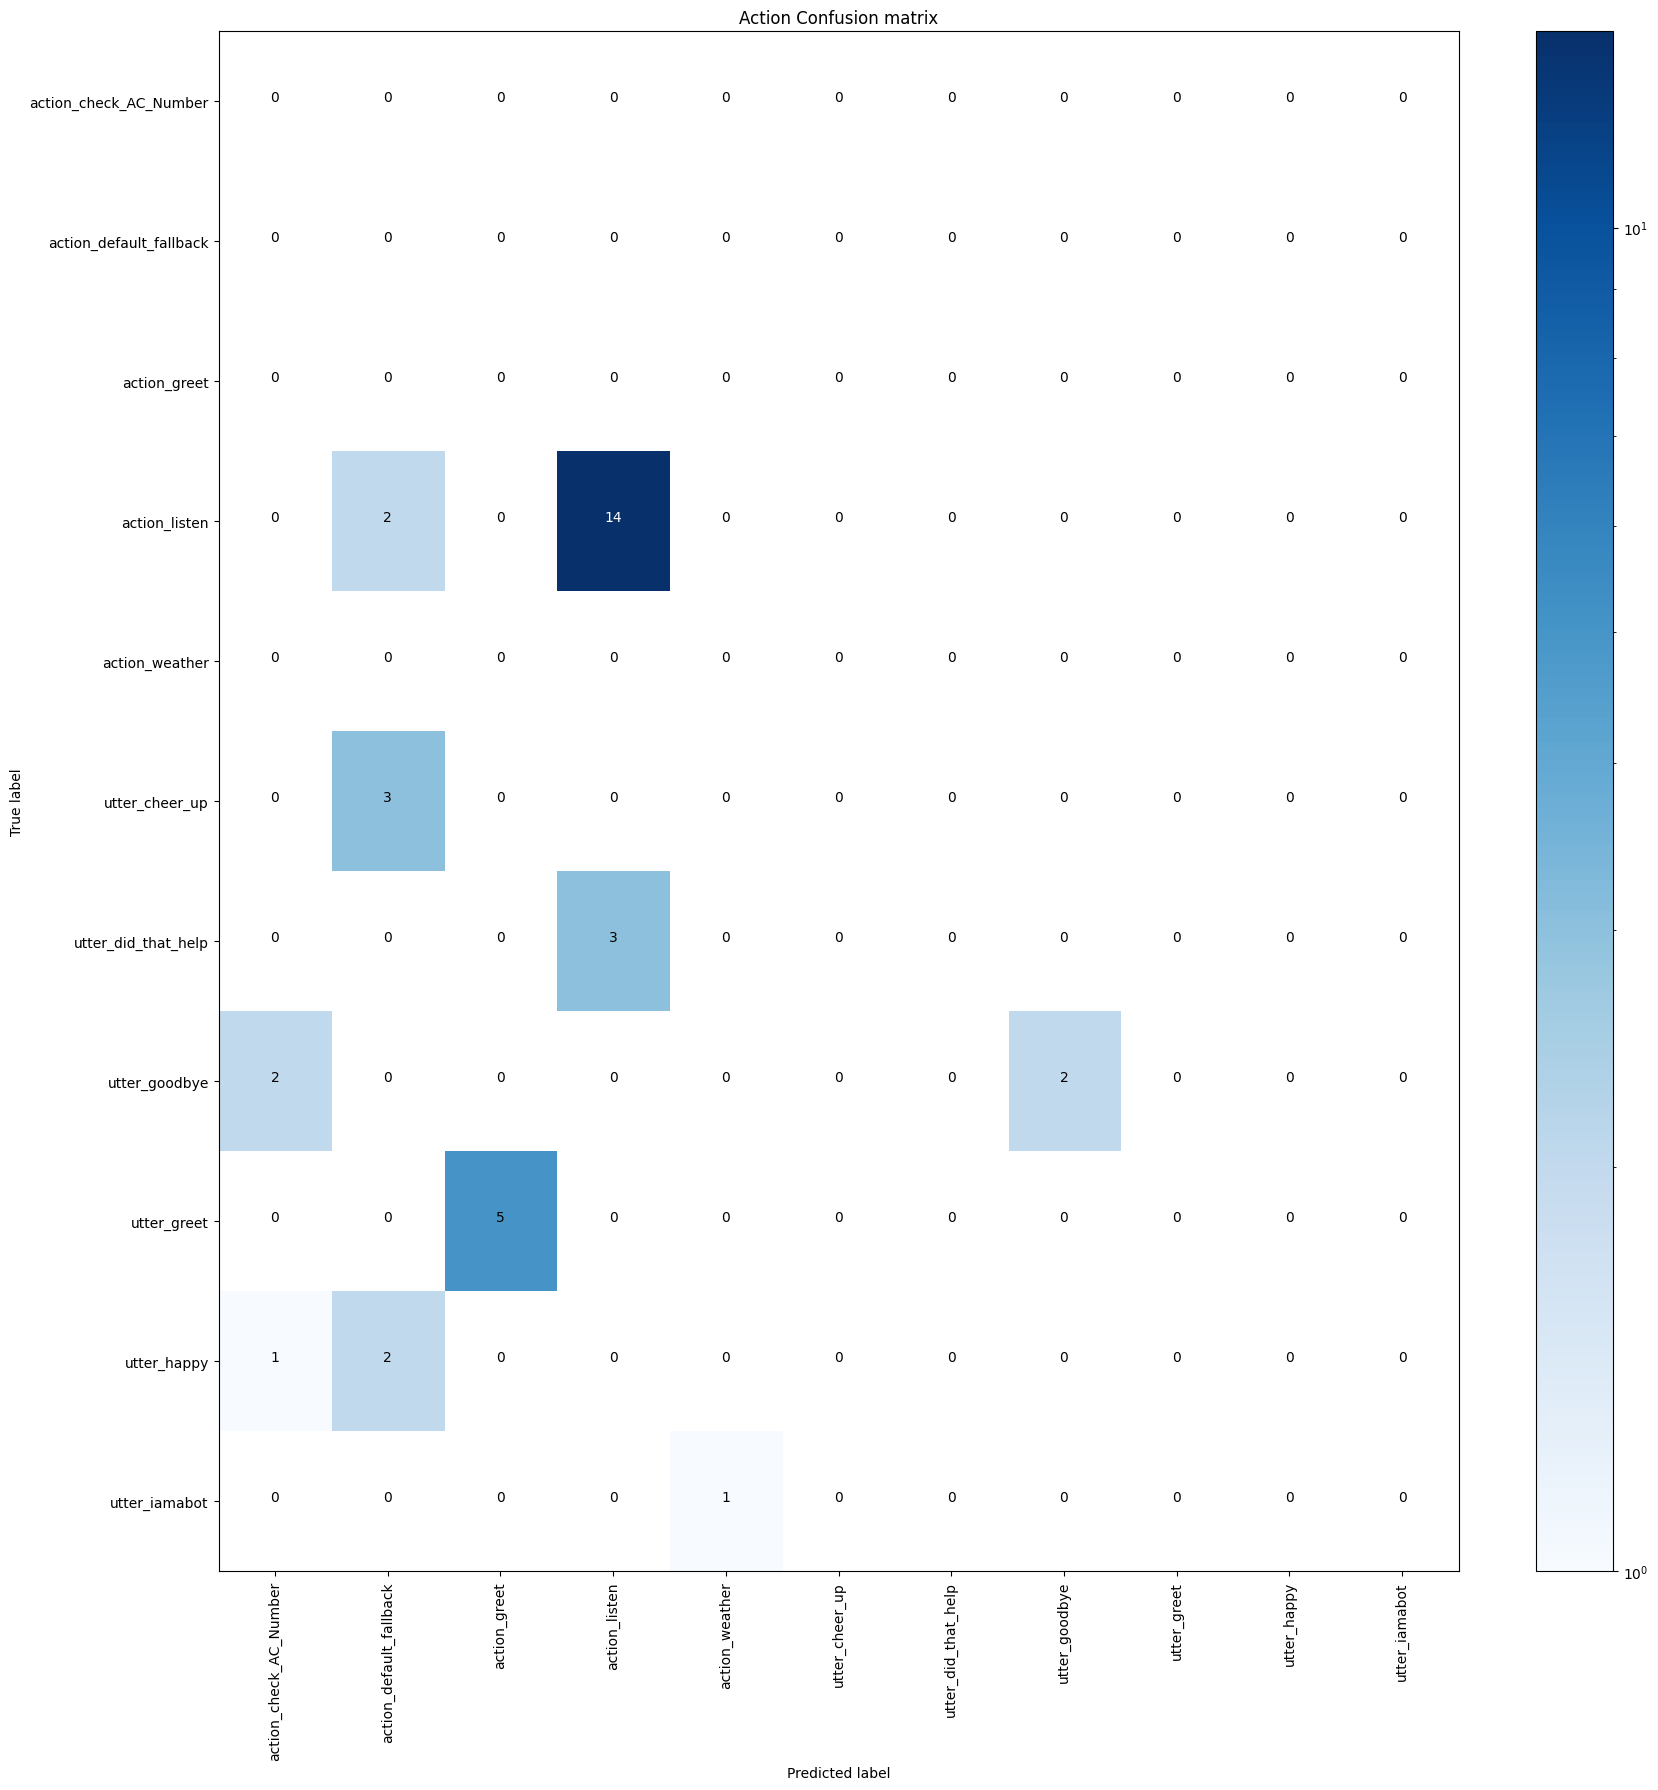 Action Confusion matrix
True label
action_check_AC_Number 0 0 0 0 0 0 0 0 0 0 0
action_default_fallback 0 0 0 0 0 0 0 0 0 0 0
action_greet 0 0 0 0 0 0 0 0 0 0 0
action_listen 0 2 0 14 0 0 0 0 0 0 0
action_weather 0 0 0 0 0 0 0 0 0 0 0
utter_cheer_up 0 3 0 0 0 0 0 0 0 0 0
utter_did_that_help 0 0 0 3 0 0 0 0 0 0 0
utter_goodbye 2 0 0 0 0 0 0 2 0 0 0
utter_greet 0 0 5 0 0 0 0 0 0 0 0
utter_happy 1 2 0 0 0 0 0 0 0 0 0
utter_iamabot 0 0 0 0 1 0 0 0 0 0 0
action_check_AC_Number
action_default_fallback
action_greet
action_listen
action_weather
utter_cheer_up
utter_did_that_help
utter_goodbye
utter_greet
utter_happy
utter_iamabot
Predicted label
10¹
10⁰